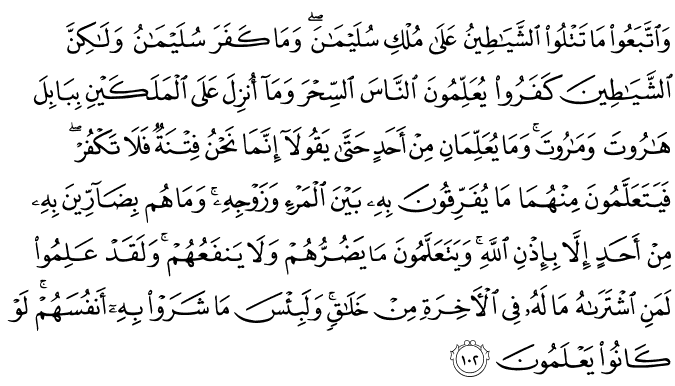 وَٱتَّبَعُوا۟ مَا تَتْلُوا۟ ٱلشَّيَـٰطِينُ عَلَىٰ مُلْكِ سُلَيْمَـٰنَ ۖ وَمَا كَفَرَ سُلَيْمَـٰنُ وَلَـٰكِنَّ
ٱلشَّيَـٰطِينَ كَفَرُوا۟ يُعَلِّمُونَ ٱلنَّاسَ ٱلسِّحْرَ وَمَآ أُنزِلَ عَلَى ٱلْمَلَكَيْنِ بِبَابِلَ
هَـٰرُوتَ وَمَـٰرُوتَ ۚ وَمَا يُعَلِّمَانِ مِنْ أَحَدٍ حَتَّىٰ يَقُولَآ إِنَّمَا نَحْنُ فِتْنَةٌ فَلَا تَكْفُرْ ۖ
فَيَتَعَلَّمُونَ مِنْهُمَا مَا يُفَرِّقُونَ بِهِۦ بَيْنَ ٱلْمَرْءِ وَزَوْجِهِۦ ۚ وَمَا هُم بِضَآرِّينَ بِهِۦ
مِنْ أَحَدٍ إِلَّا بِإِذْنِ ٱللَّهِ ۚ وَيَتَعَلَّمُونَ مَا يَضُرُّهُمْ وَلَا يَنفَعُهُمْ ۚ وَلَقَدْ عَلِمُوا۟
لَمَنِ ٱشْتَرَىٰهُ مَا لَهُۥ فِى ٱلْـَٔاخِرَةِ مِنْ خَلَـٰقٍ ۚ وَلَبِئْسَ مَا شَرَوْا۟ بِهِۦٓ أَنفُسَهُمْ ۚ لَوْ
كَانُوا۟ يَعْلَمُونَ ١٠٢